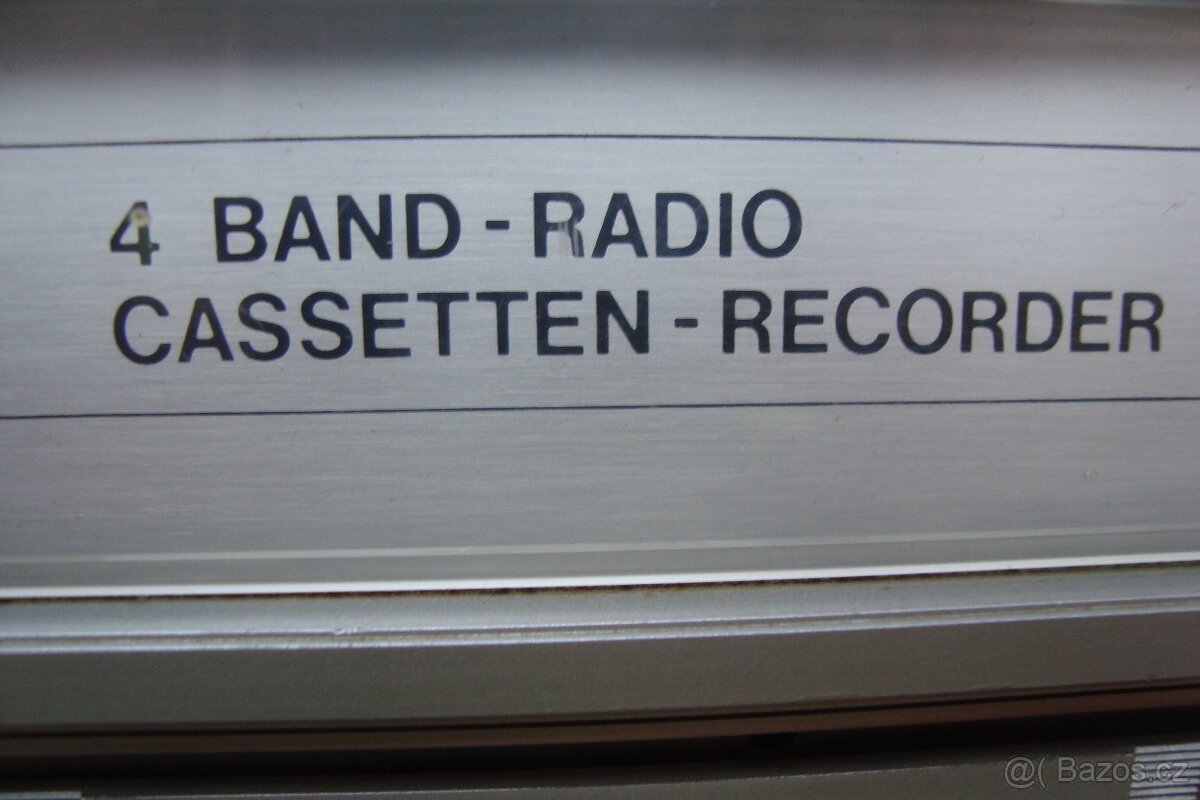 4 BAND - RADIO
CASSETTEN - RECORDER
@( Bazos.cz